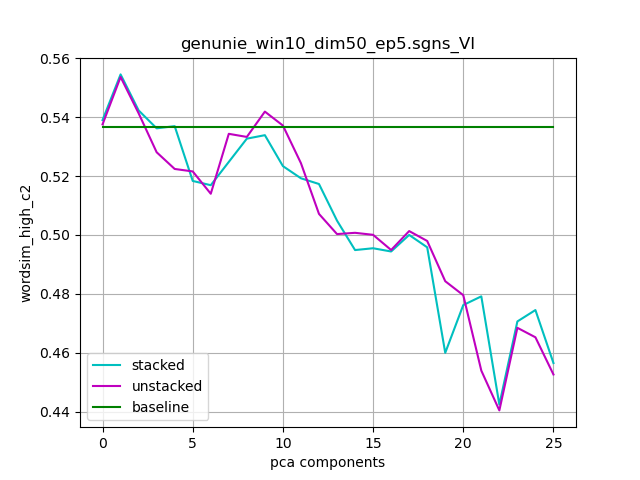 genunie_win10_dim50_ep5.sgns_VI
wordsim_high_c2
0.56
0.54
0.52
0.50
0.48
0.46
0.44
stacked
unstacked
baseline
0 5 10 15 20 25
pca components